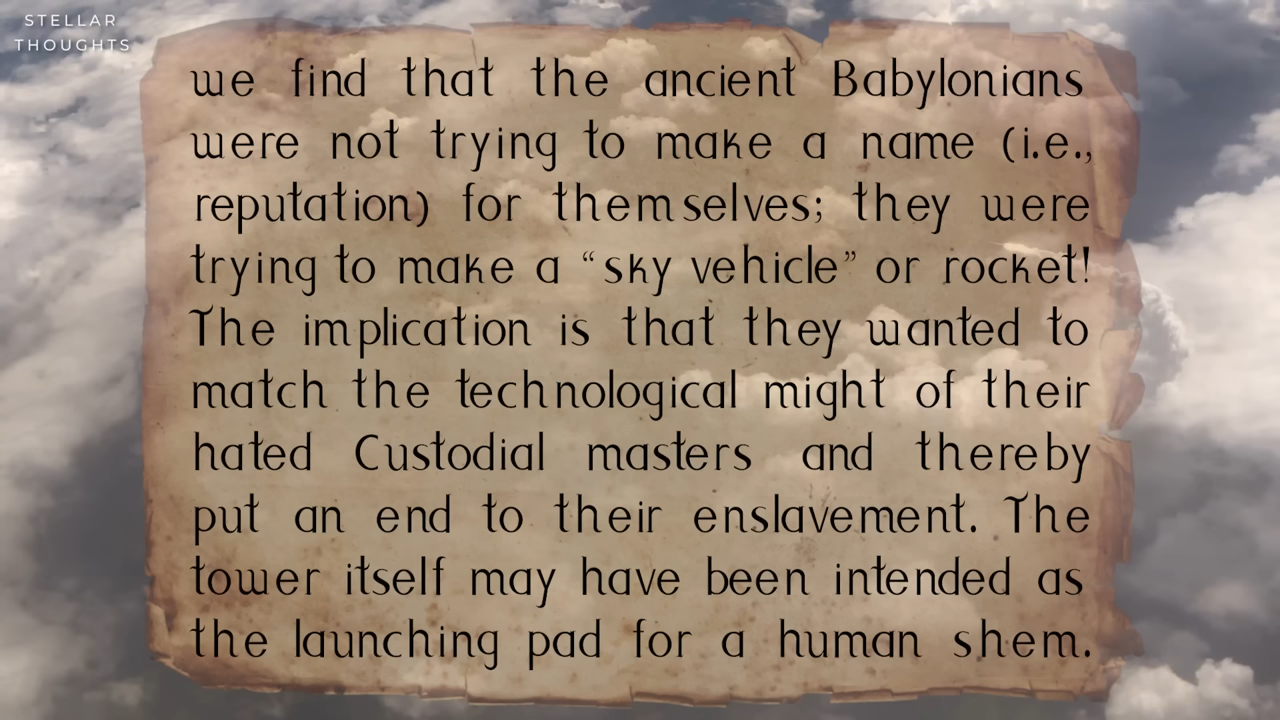 STELLAR
THOUGHTS
we find that the ancient Babylonians
were not trying to make a name (i.e.,
reputation) for themselves; they were
trying to make a “sky vehicle” or rocket!
The implication is that they wanted to
match the technological might of their
hated Custodial masters and thereby
put an end to their enslavement. The
tower itself may have been intended as
the launching pad for a human shem.